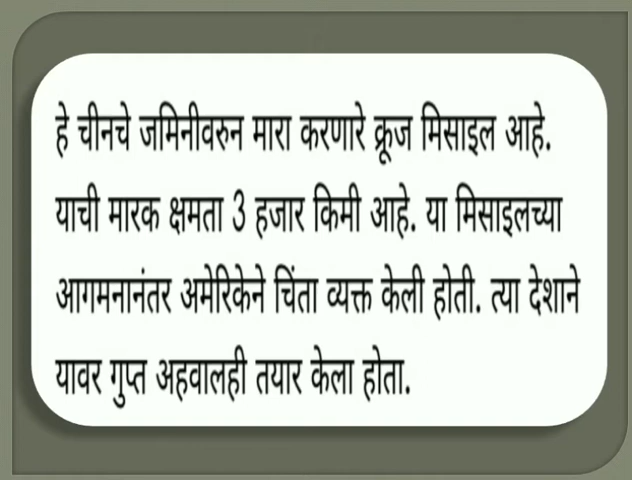 हे चीनचे जमिनीवरुन मारा करणारे क्रूज मिसाइल आहे.
याची मारक क्षमता 3 हजार किमी आहे. या मिसाइलच्या
आगमनानंतर अमेरिकेने चिंता व्यक्त केली होती. त्या देशाने
यावर गुप्त अहवालही तयार केला होता.